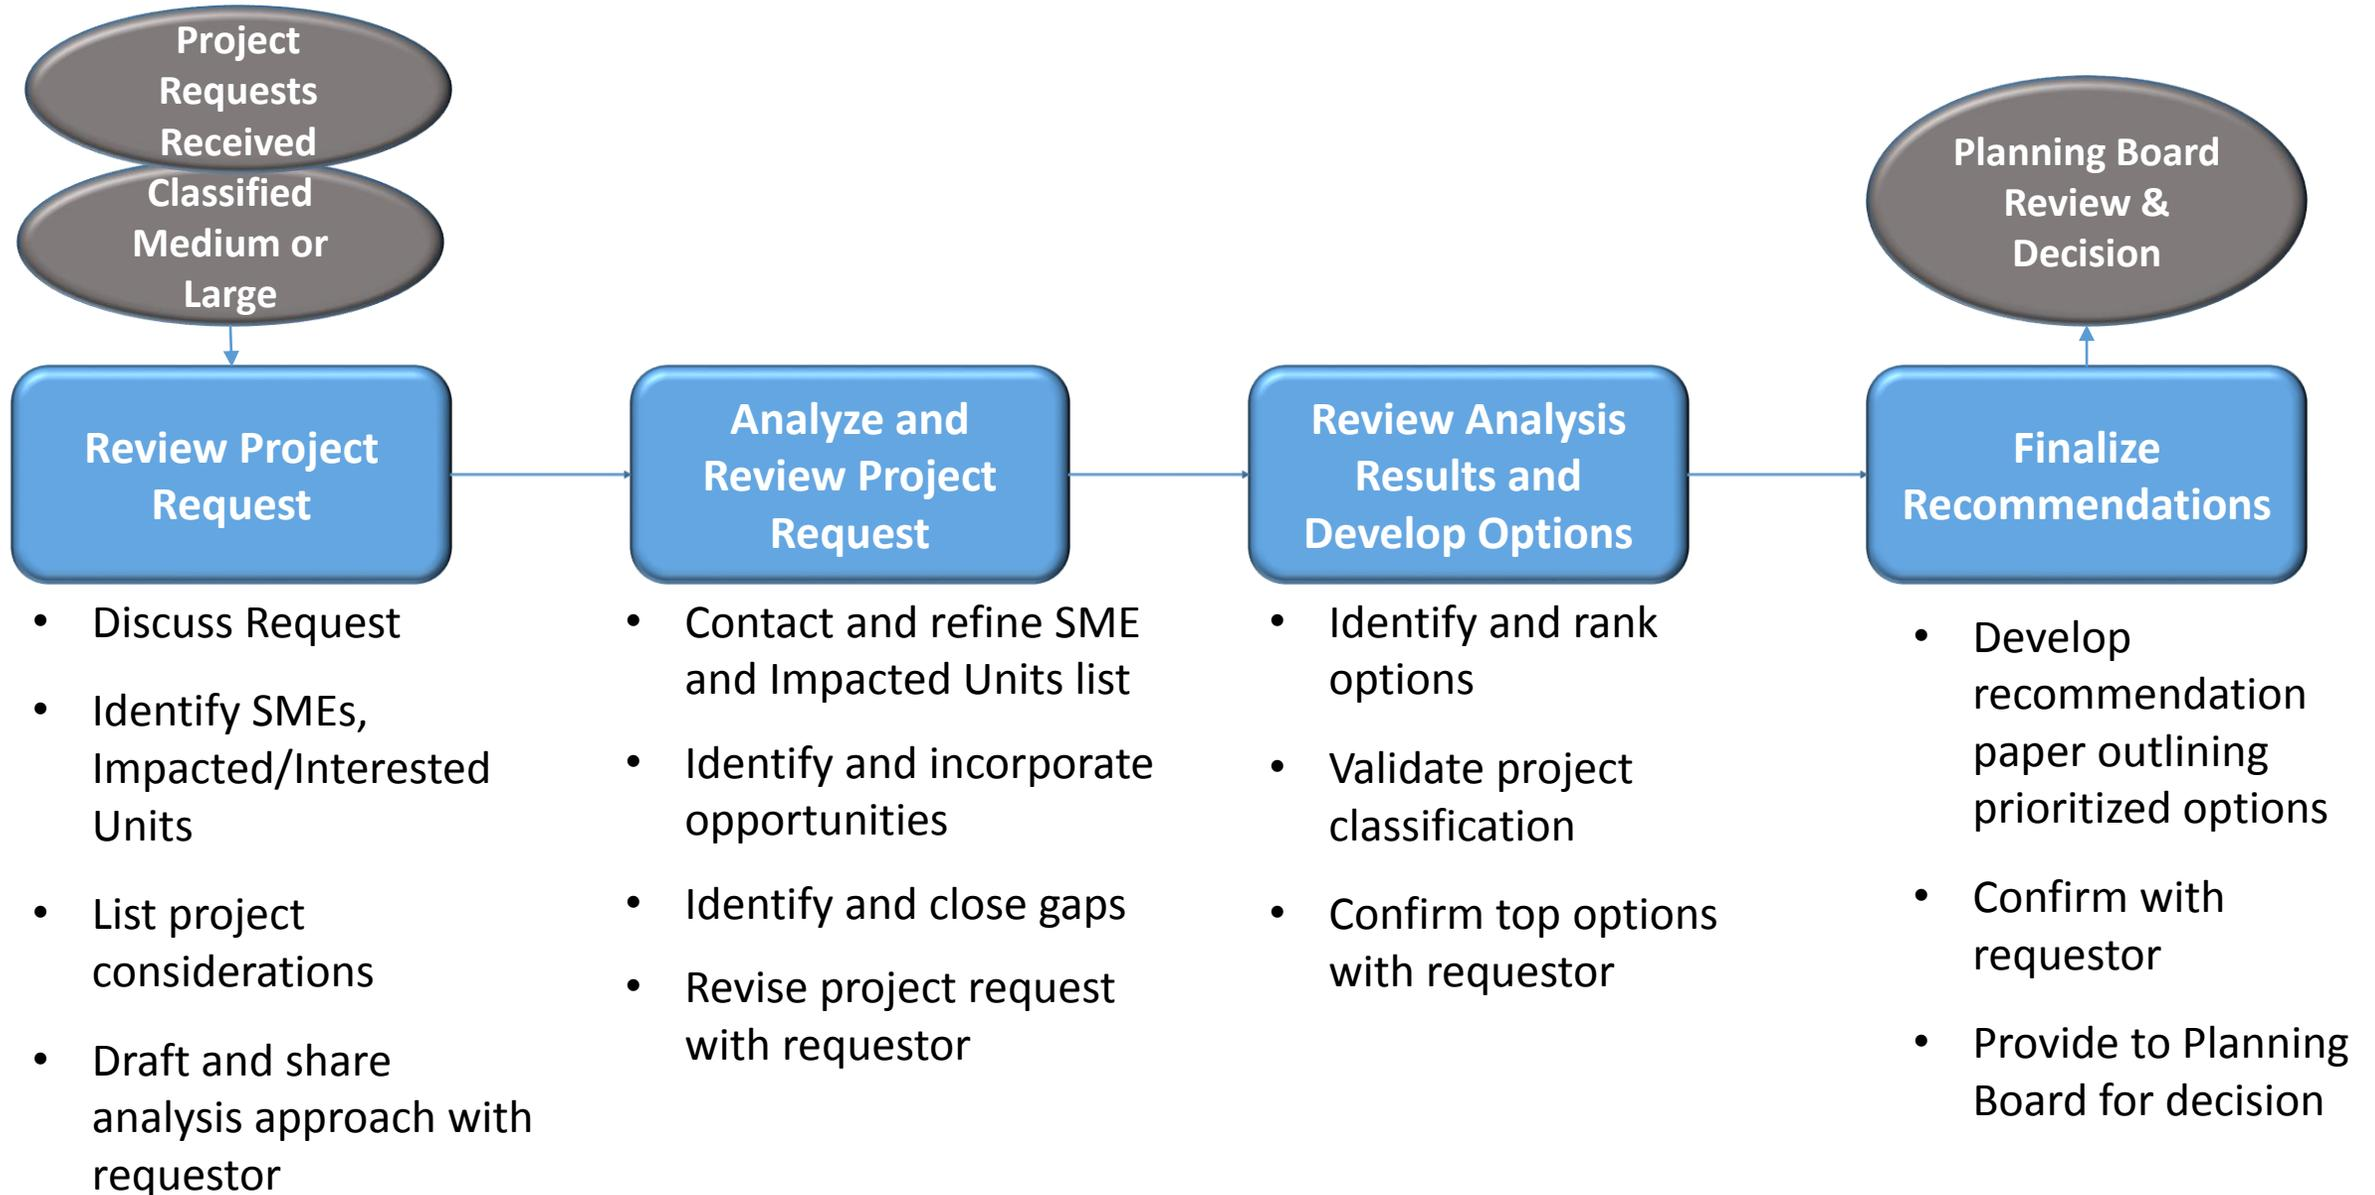 Project
Requests
Received
Classified
Medium or
Large
Planning Board
Review &
Decision
Review Project
Request
Analyze and
Review Project
Request
Review Analysis
Results and
Develop Options
Finalize
Recommendations
• Discuss Request
• Identify SMEs,
Impacted/Interested
Units
• List project
considerations
• Draft and share
analysis approach with
requestor
• Contact and refine SME
and Impacted Units list
• Identify and incorporate
opportunities
• Identify and close gaps
• Revise project request
with requestor
• Identify and rank
options
• Validate project
classification
• Confirm top options
with requestor
• Develop
recommendation
paper outlining
prioritized options
• Confirm with
requestor
• Provide to Planning
Board for decision